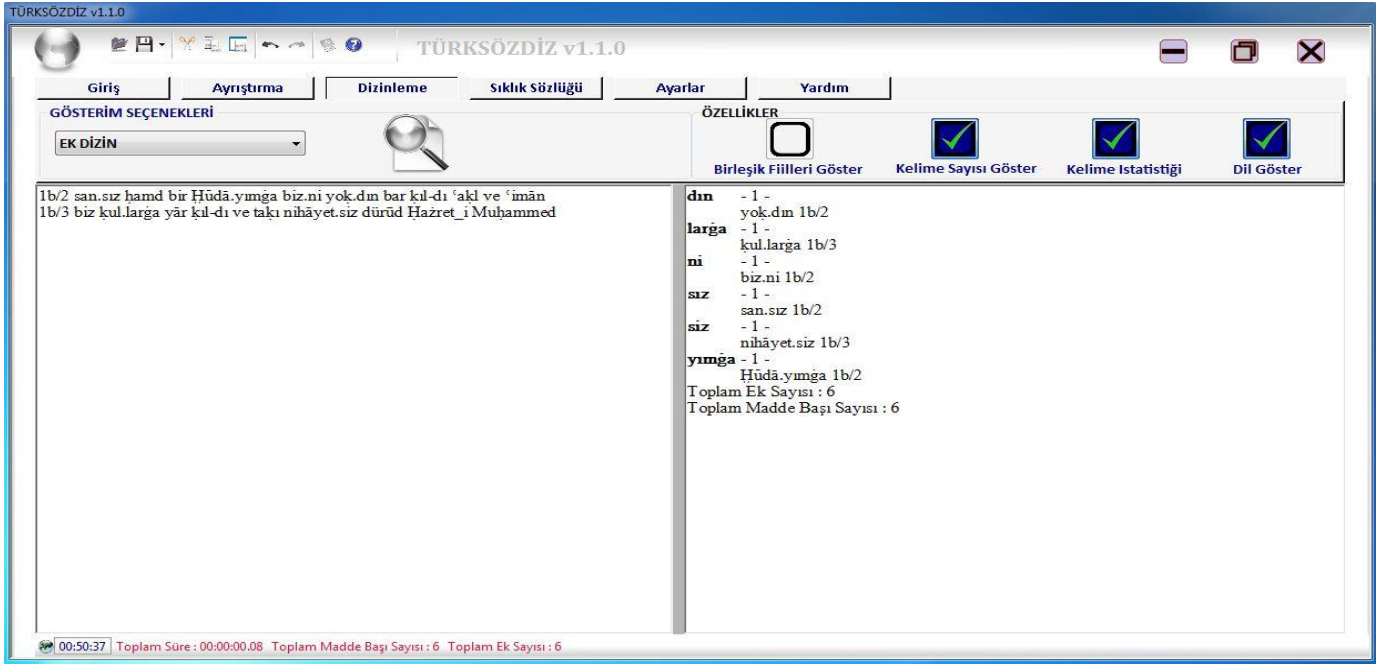 TÜRKSÖZDİZ v1.1.0
TÜRKSÖZDİZ v1.1.0
Giriş Ayrıştırma Dizinleme Sıklık Sözlüğü Ayarlar Yardım
GÖSTERİM SEÇENEKLERİ ÖZELLİKLER
EK DİZİN
Birleşik Fiilleri Göster Kelime Sayısı Göster Kelime Istatistiği Dil Göster
1b/2 san.sız ḥamd bir Ḫūdā.yımġa biz.ni yoḳ.dın bar ḳıl-dı ʿaḳl ve ʿimān
1b/3 biz ḳul.larġa yār ḳıl-dı ve taḳı nihāyet.siz dürūd Ḥażret_i Muḥammed
dın - 1 -
yoḳ.dın 1b/2
larġa - 1 -
ḳul.larġa 1b/3
ni - 1 -
biz.ni 1b/2
sız - 1 -
san.sız 1b/2
siz - 1 -
nihāyet.siz 1b/3
yımġa - 1 -
Ḫūdā.yımġa 1b/2
Toplam Ek Sayısı : 6
Toplam Madde Başı Sayısı : 6
00:50:37 Toplam Süre : 00:00:00.08 Toplam Madde Başı Sayısı : 6 Toplam Ek Sayısı : 6